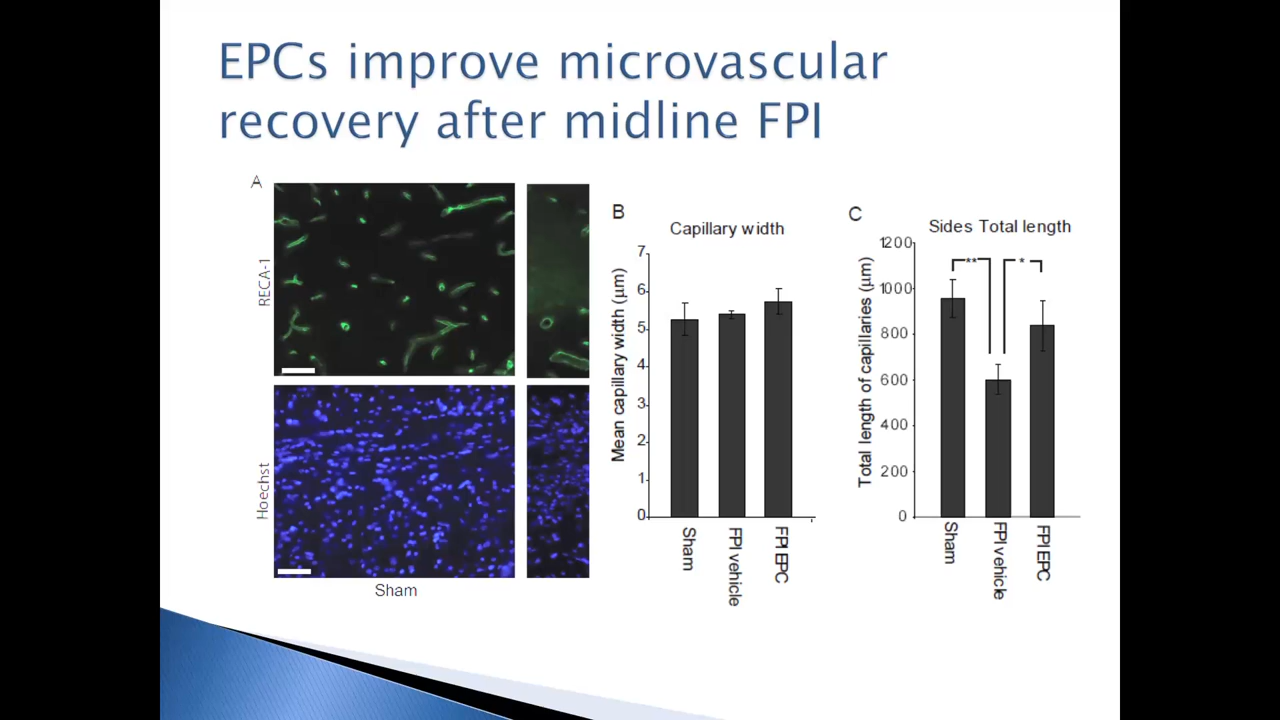 EPCs improve microvascular
recovery after midline FPI
A
RECA-1
Hoechst
Sham
B
Capillary width
Mean capillary width (μm)
7
6
5
4
3
2
1
0
Sham
FPI vehicle
FPI EPC
C
Sides Total length
Total length of capillaries (μm)
1200
1000
800
600
400
200
0
**
*
Sham
FPI vehicle
FPI EPC